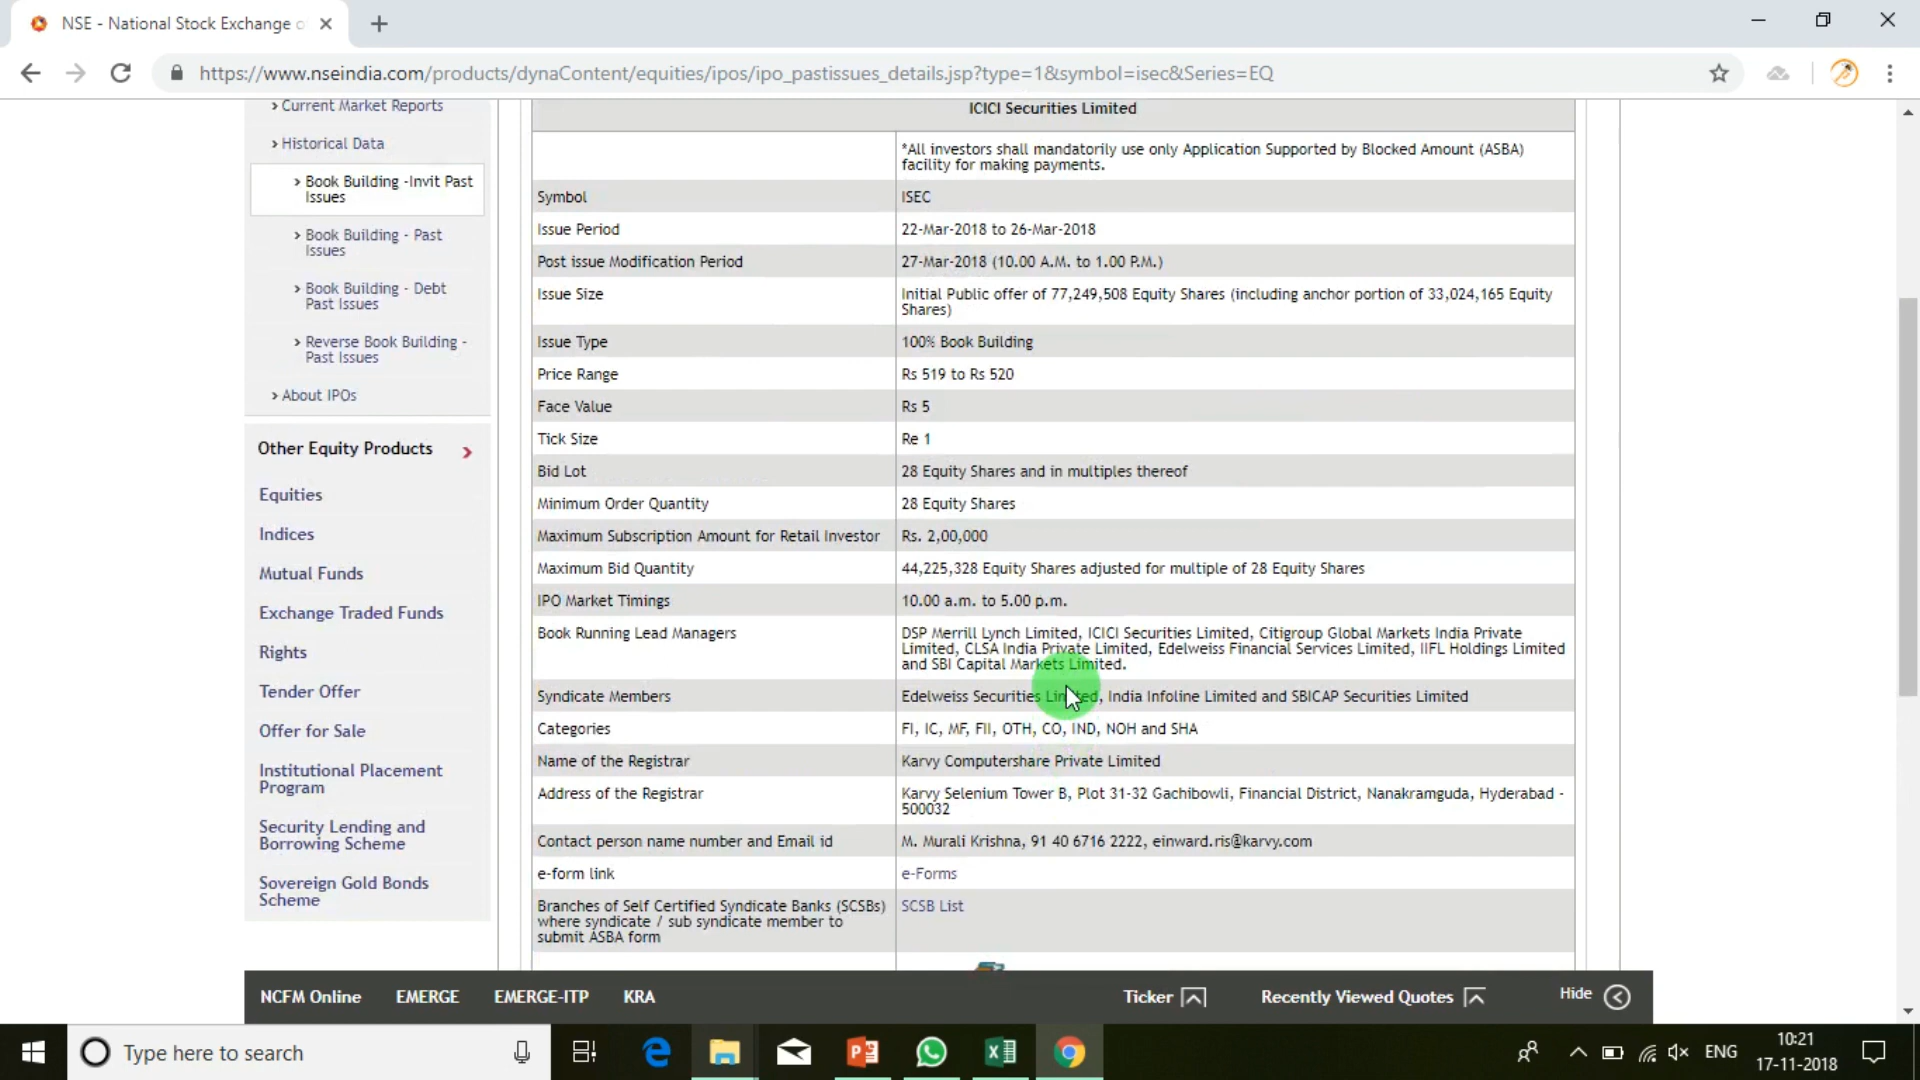 NSE - National Stock Exchange o
https://www.nseindia.com/products/dynaContent/equities/ipos/ipo_pastissues_details.jsp?type=1&symbol=isec&Series=EQ
› Current Market Reports
› Historical Data
› Book Building -Invit Past
Issues
› Book Building - Past
Issues
› Book Building - Debt
Past Issues
› Reverse Book Building -
Past Issues
› About IPOs
Other Equity Products
Equities
Indices
Mutual Funds
Exchange Traded Funds
Rights
Tender Offer
Offer for Sale
Institutional Placement
Program
Security Lending and
Borrowing Scheme
Sovereign Gold Bonds
Scheme
ICICI Securities Limited
*All investors shall mandatorily use only Application Supported by Blocked Amount (ASBA)
facility for making payments.
Symbol ISEC
Issue Period 22-Mar-2018 to 26-Mar-2018
Post issue Modification Period 27-Mar-2018 (10.00 A.M. to 1.00 P.M.)
Issue Size Initial Public offer of 77,249,508 Equity Shares (including anchor portion of 33,024,165 Equity
Shares)
Issue Type 100% Book Building
Price Range Rs 519 to Rs 520
Face Value Rs 5
Tick Size Re 1
Bid Lot 28 Equity Shares and in multiples thereof
Minimum Order Quantity 28 Equity Shares
Maximum Subscription Amount for Retail Investor Rs. 2,00,000
Maximum Bid Quantity 44,225,328 Equity Shares adjusted for multiple of 28 Equity Shares
IPO Market Timings 10.00 a.m. to 5.00 p.m.
Book Running Lead Managers DSP Merrill Lynch Limited, ICICI Securities Limited, Citigroup Global Markets India Private
Limited, CLSA India Private Limited, Edelweiss Financial Services Limited, IIFL Holdings Limited
and SBI Capital Markets Limited.
Syndicate Members Edelweiss Securities Limited, India Infoline Limited and SBICAP Securities Limited
Categories FI, IC, MF, FII, OTH, CO, IND, NOH and SHA
Name of the Registrar Karvy Computershare Private Limited
Address of the Registrar Karvy Selenium Tower B, Plot 31-32 Gachibowli, Financial District, Nanakramguda, Hyderabad -
500032
Contact person name number and Email id M. Murali Krishna, 91 40 6716 2222, einward.ris@karvy.com
e-form link e-Forms
Branches of Self Certified Syndicate Banks (SCSBs) SCSB List
where syndicate / sub syndicate member to
submit ASBA form
NCFM Online EMERGE EMERGE-ITP KRA Ticker Recently Viewed Quotes Hide
Type here to search
ENG
10:21
17-11-2018